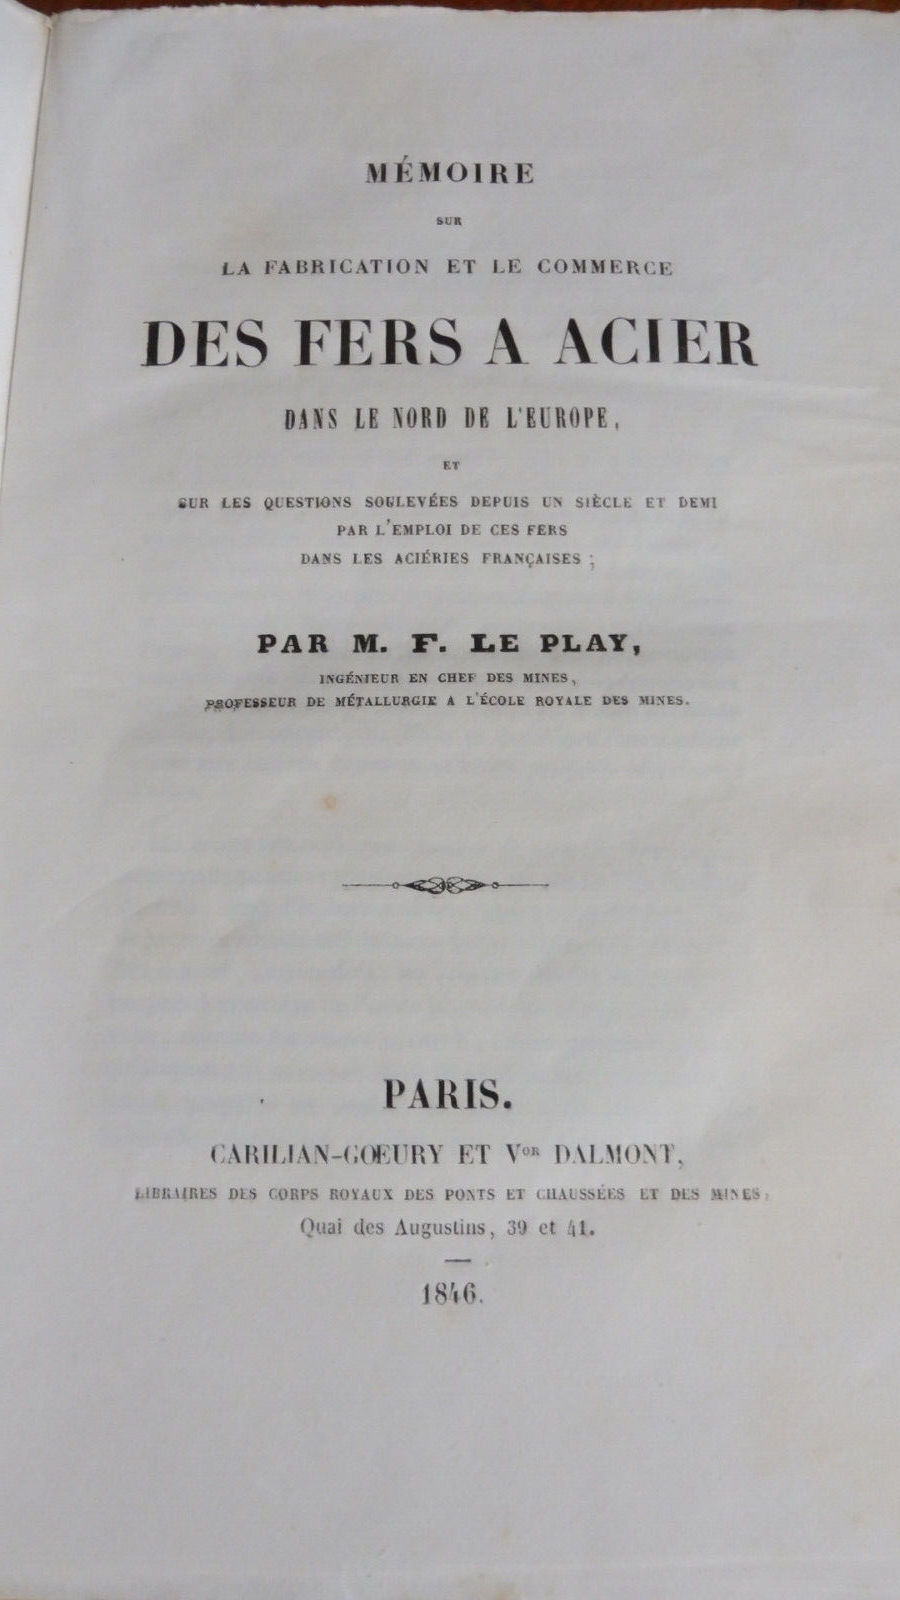 MÉMOIRE
SUR
LA FABRICATION ET LE COMMERCE
DES FERS A ACIER
DANS LE NORD DE L'EUROPE,
ET
SUR LES QUESTIONS SOULEVÉES DEPUIS UN SIÈCLE ET DEMI
PAR L'EMPLOI DE CES FERS
DANS LES ACIÉRIES FRANÇAISES;
PAR M. F. LE PLAY,
INGÉNIEUR EN CHEF DES MINES,
PROFESSEUR DE MÉTALLURGIE A L'ÉCOLE ROYALE DES MINES.
PARIS.
CARILIAN-GŒURY ET Vor DALMONT,
LIBRAIRES DES CORPS ROYAUX DES PONTS ET CHAUSSÉES ET DES MINES,
Quai des Augustins, 39 et 41.
1846.